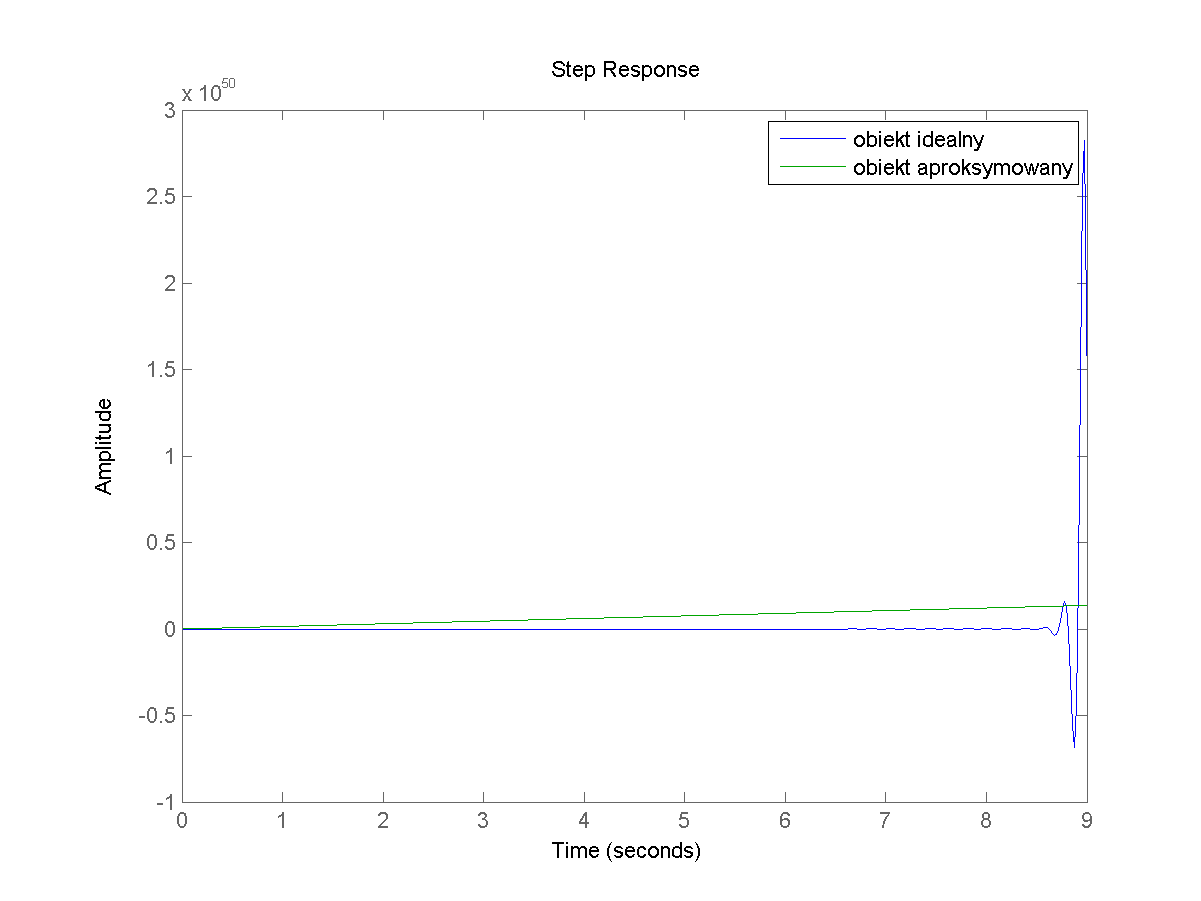 Step Response
x 10^50
obiekt idealny
obiekt aproksymowany
3
2.5
2
1.5
1
0.5
0
-0.5
-1
Amplitude
0 1 2 3 4 5 6 7 8 9
Time (seconds)